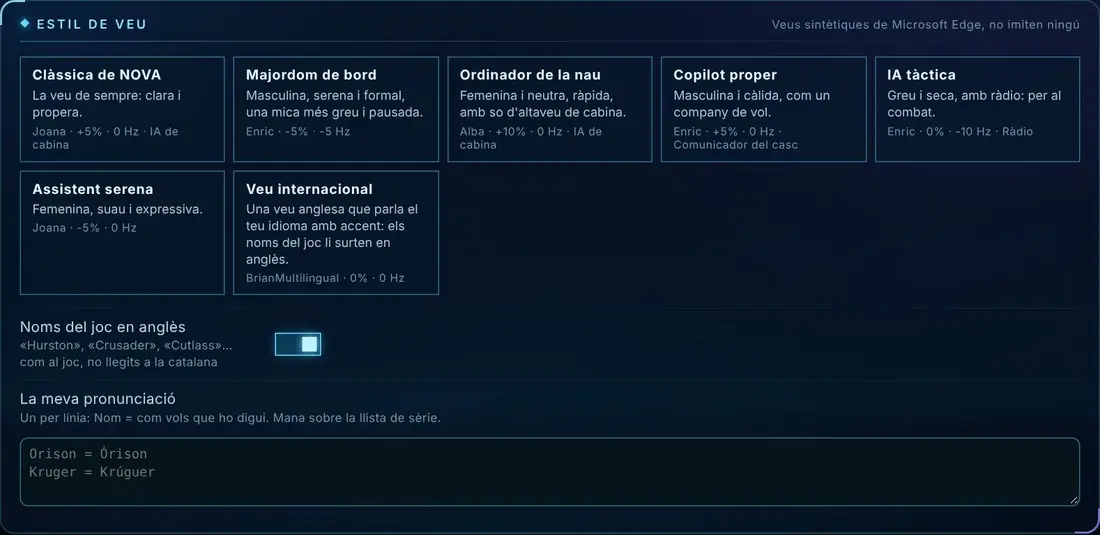 ESTIL DE VEU
Veus sintètiques de Microsoft Edge, no imiten ningú
Clàssica de NOVA
La veu de sempre: clara i
propera.
Joana · +5% · 0 Hz · IA de
cabina
Majordom de bord
Masculina, serena i formal,
una mica més greu i pausada.
Enric · -5% · -5 Hz
Ordinador de la nau
Femenina i neutra, ràpida,
amb so d'altaveu de cabina.
Alba · +10% · 0 Hz · IA de
cabina
Copilot proper
Masculina i càlida, com un
company de vol.
Enric · +5% · 0 Hz ·
Comunicador del casc
IA tàctica
Greu i seca, amb ràdio: per al
combat.
Enric · 0% · -10 Hz · Ràdio
Assistent serena
Femenina, suau i expressiva.
Joana · -5% · 0 Hz
Veu internacional
Una veu anglesa que parla el
teu idioma amb accent: els
noms del joc li surten en
anglès.
BrianMultilingual · 0% · 0 Hz
Noms del joc en anglès
«Hurston», «Crusader», «Cutlass»...
com al joc, no llegits a la catalana
La meva pronunciació
Un per línia: Nom = com vols que ho digui. Mana sobre la llista de sèrie.
Orison = Órison
Kruger = Krúguer